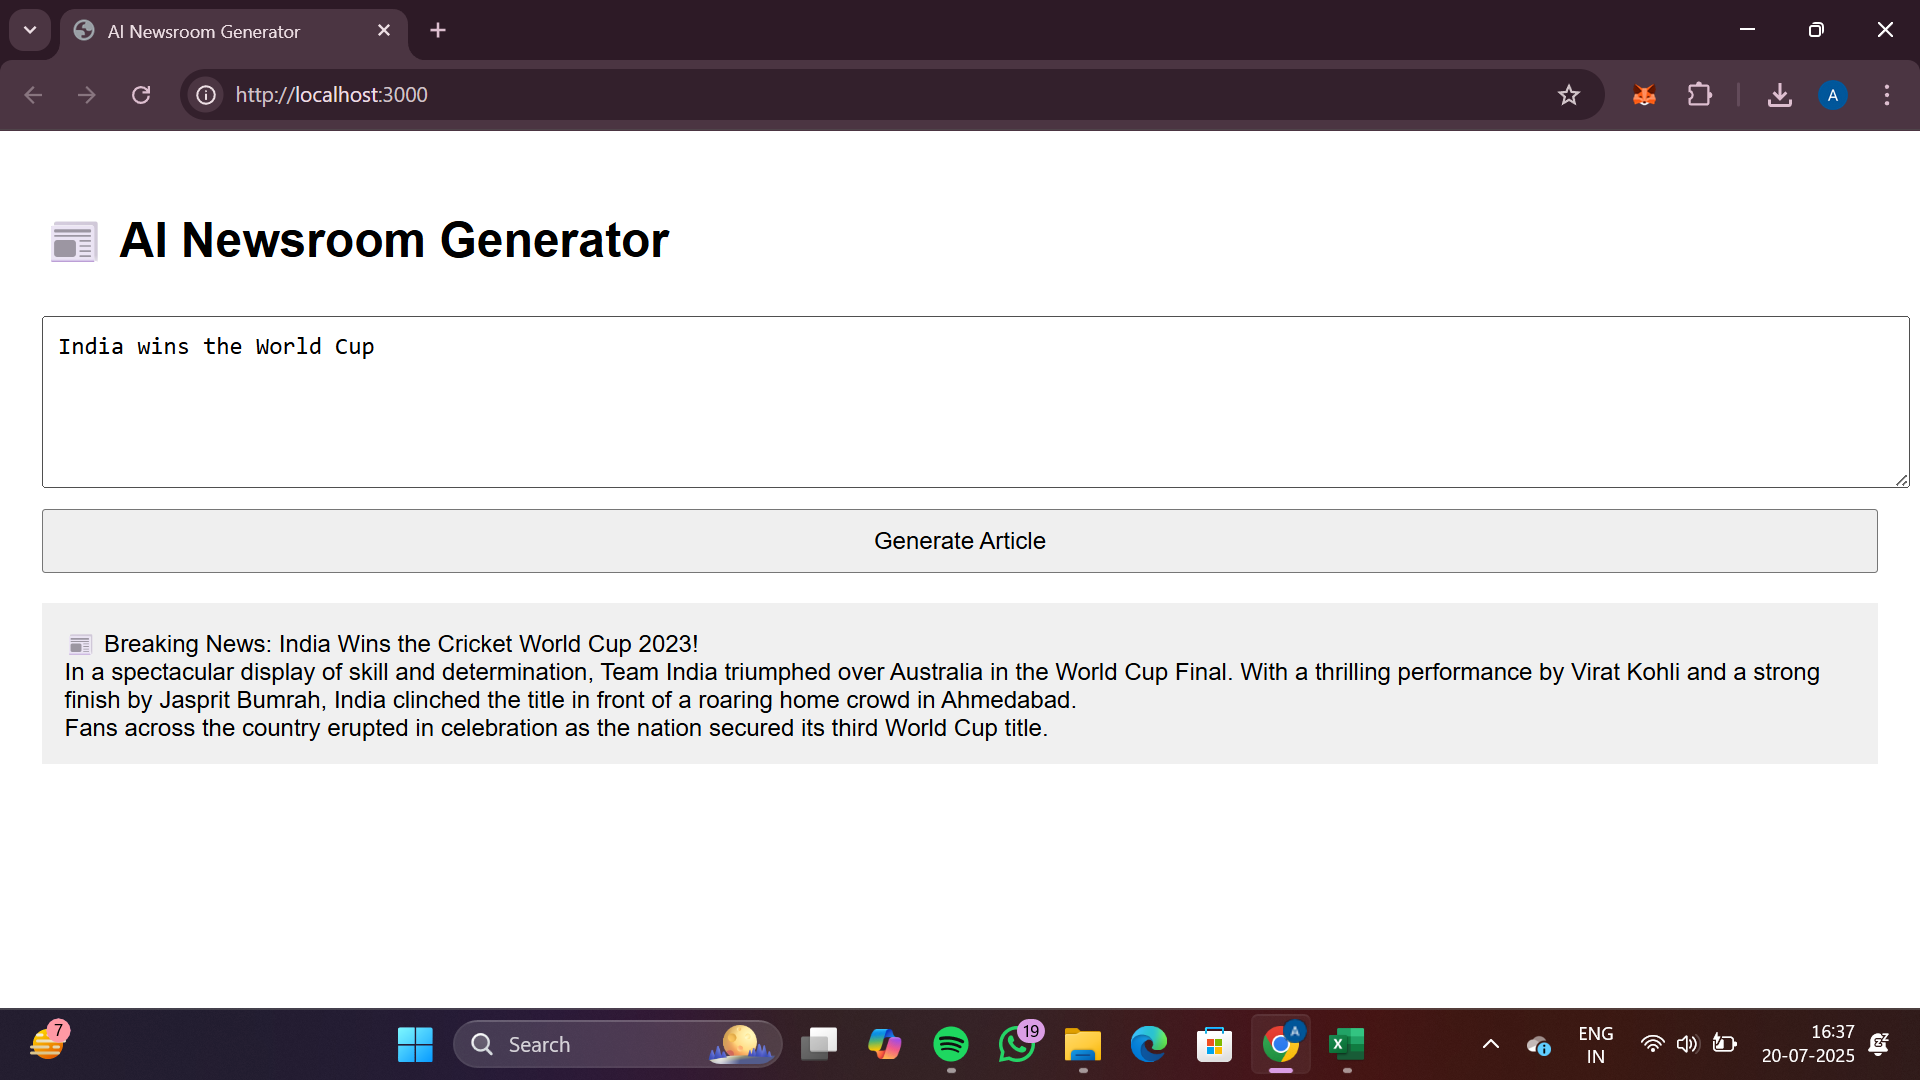 AI Newsroom Generator
http://localhost:3000
A
AI Newsroom Generator
India wins the World Cup
Generate Article
Breaking News: India Wins the Cricket World Cup 2023!
In a spectacular display of skill and determination, Team India triumphed over Australia in the World Cup Final. With a thrilling performance by Virat Kohli and a strong
finish by Jasprit Bumrah, India clinched the title in front of a roaring home crowd in Ahmedabad.
Fans across the country erupted in celebration as the nation secured its third World Cup title.
7
Search
19
A
X
ENG
IN
16:37
20-07-2025